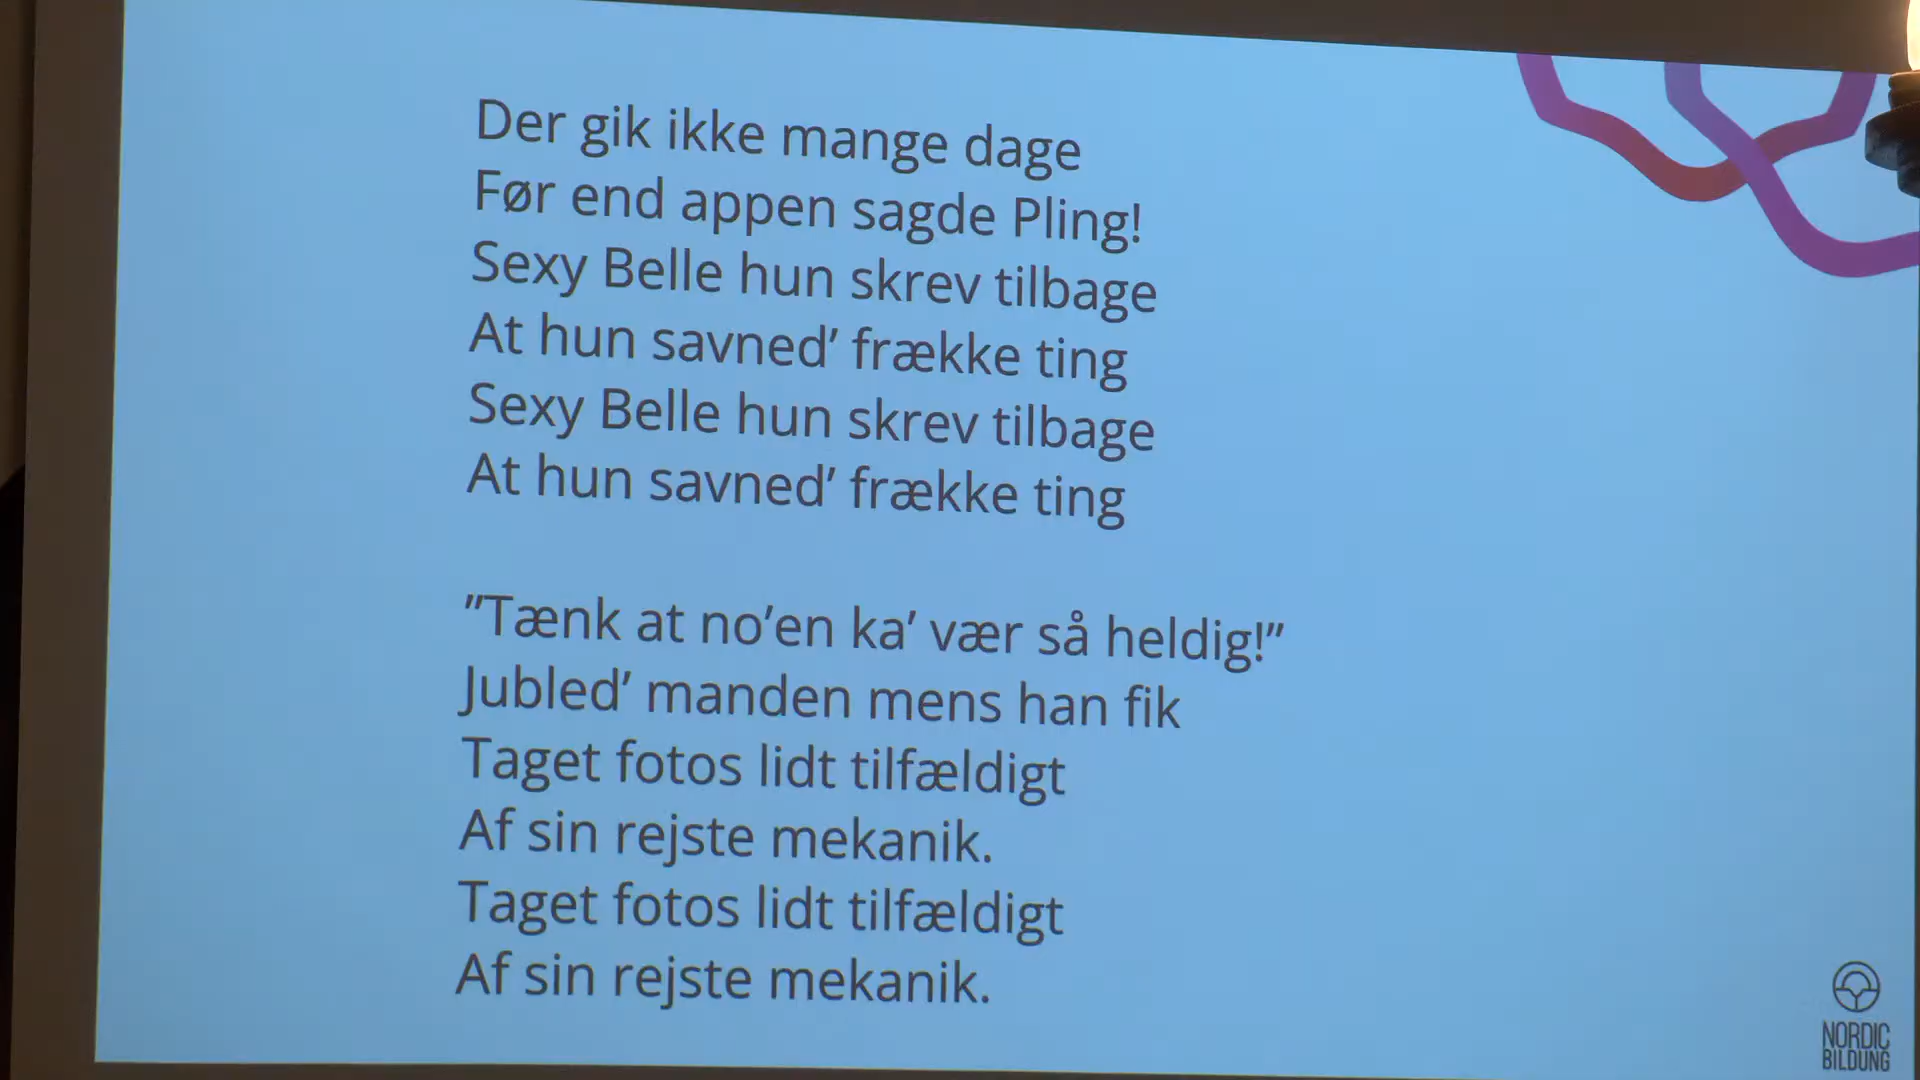 Der gik ikke mange dage
Før end appen sagde Pling!
Sexy Belle hun skrev tilbage
At hun savned’ frække ting
Sexy Belle hun skrev tilbage
At hun savned’ frække ting
”Tænk at no’en ka’ vær så heldig!”
Jubled’ manden mens han fik
Taget fotos lidt tilfældigt
Af sin rejste mekanik.
Taget fotos lidt tilfældigt
Af sin rejste mekanik.
NORDIC
BILDUNG